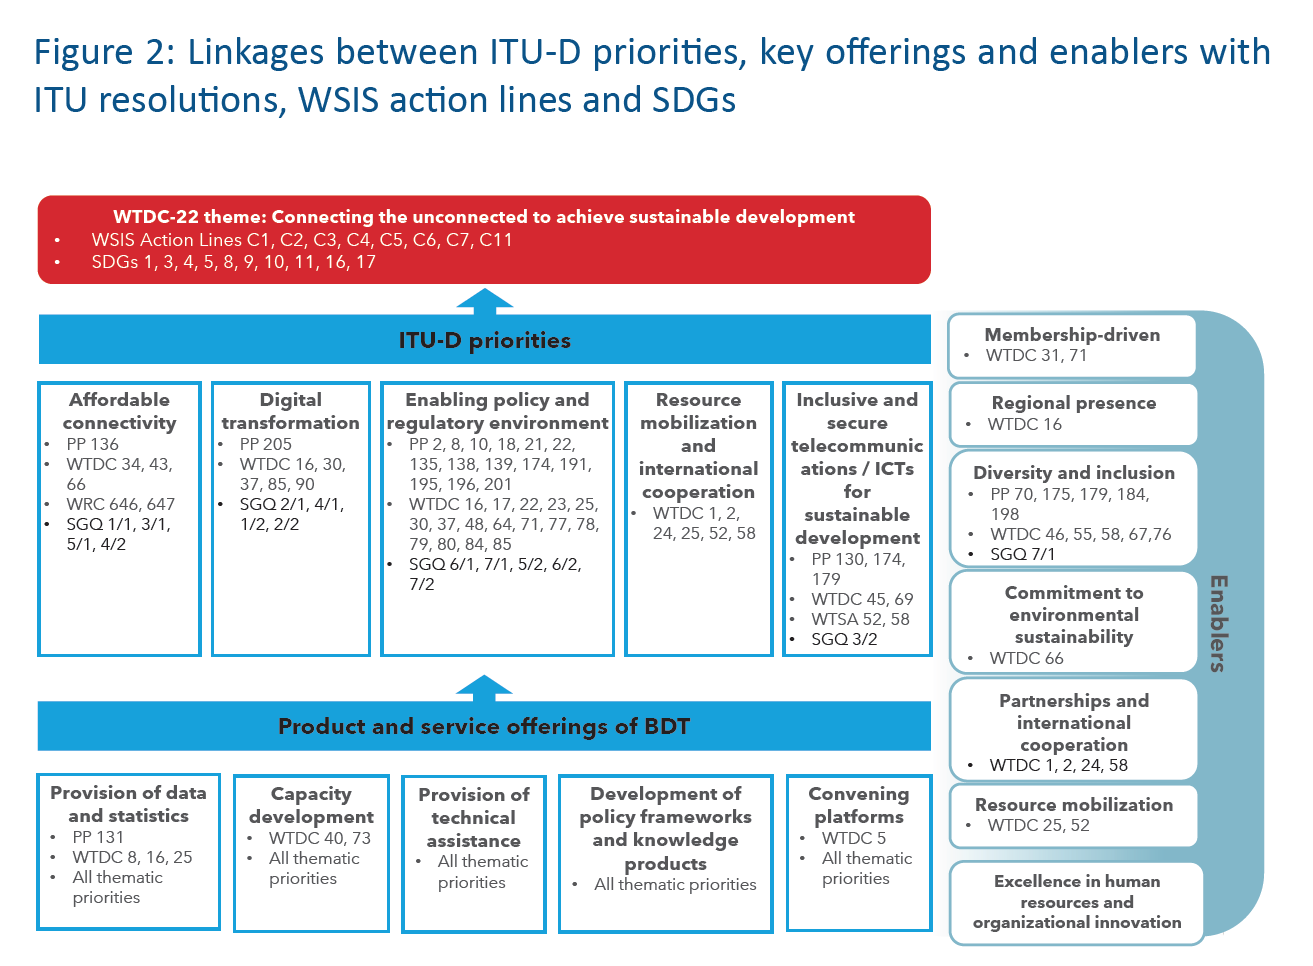 Figure 2: Linkages between ITU-D priorities, key offerings and enablers with
ITU resolutions, WSIS action lines and SDGs
WTDC-22 theme: Connecting the unconnected to achieve sustainable development
• WSIS Action Lines C1, C2, C3, C4, C5, C6, C7, C11
• SDGs 1, 3, 4, 5, 8, 9, 10, 11, 16, 17
ITU-D priorities
Affordable
connectivity
• PP 136
• WTDC 34, 43,
66
• WRC 646, 647
• SGQ 1/1, 3/1,
5/1, 4/2
Digital
transformation
• PP 205
• WTDC 16, 30,
37, 85, 90
• SGQ 2/1, 4/1,
1/2, 2/2
Enabling policy and
regulatory environment
• PP 2, 8, 10, 18, 21, 22,
135, 138, 139, 174, 191,
195, 196, 201
• WTDC 16, 17, 22, 23, 25,
30, 37, 48, 64, 71, 77, 78,
79, 80, 84, 85
• SGQ 6/1, 7/1, 5/2, 6/2,
7/2
Resource
mobilization
and
international
cooperation
• WTDC 1, 2,
24, 25, 52, 58
Inclusive and
secure
telecommunic
ations / ICTs
for
sustainable
development
• PP 130, 174,
179
• WTDC 45, 69
• WTSA 52, 58
• SGQ 3/2
Product and service offerings of BDT
Provision of data
and statistics
• PP 131
• WTDC 8, 16, 25
• All thematic
priorities
Capacity
development
• WTDC 40, 73
• All thematic
priorities
Provision of
technical
assistance
• All thematic
priorities
Development of
policy frameworks
and knowledge
products
• All thematic priorities
Convening
platforms
• WTDC 5
• All thematic
priorities
Membership-driven
• WTDC 31, 71
Regional presence
• WTDC 16
Diversity and inclusion
• PP 70, 175, 179, 184,
198
• WTDC 46, 55, 58, 67,76
• SGQ 7/1
Commitment to
environmental
sustainability
• WTDC 66
Partnerships and
international
cooperation
• WTDC 1, 2, 24, 58
Resource mobilization
• WTDC 25, 52
Excellence in human
resources and
organizational innovation
Enablers